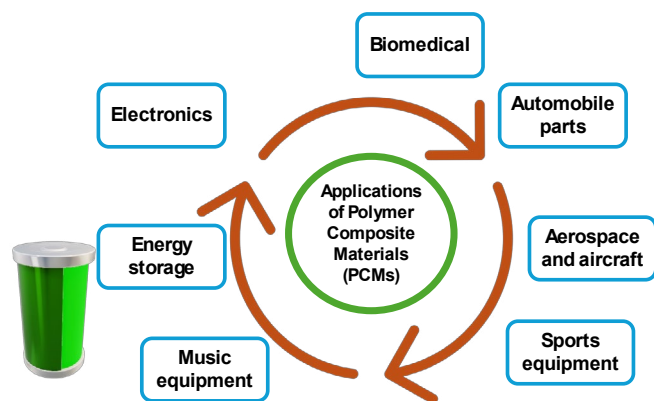 Biomedical
Electronics
Automobile
parts
Applications
of Polymer
Composite
Materials
(PCMs)
Energy
storage
Aerospace
and aircraft
Music
equipment
Sports
equipment